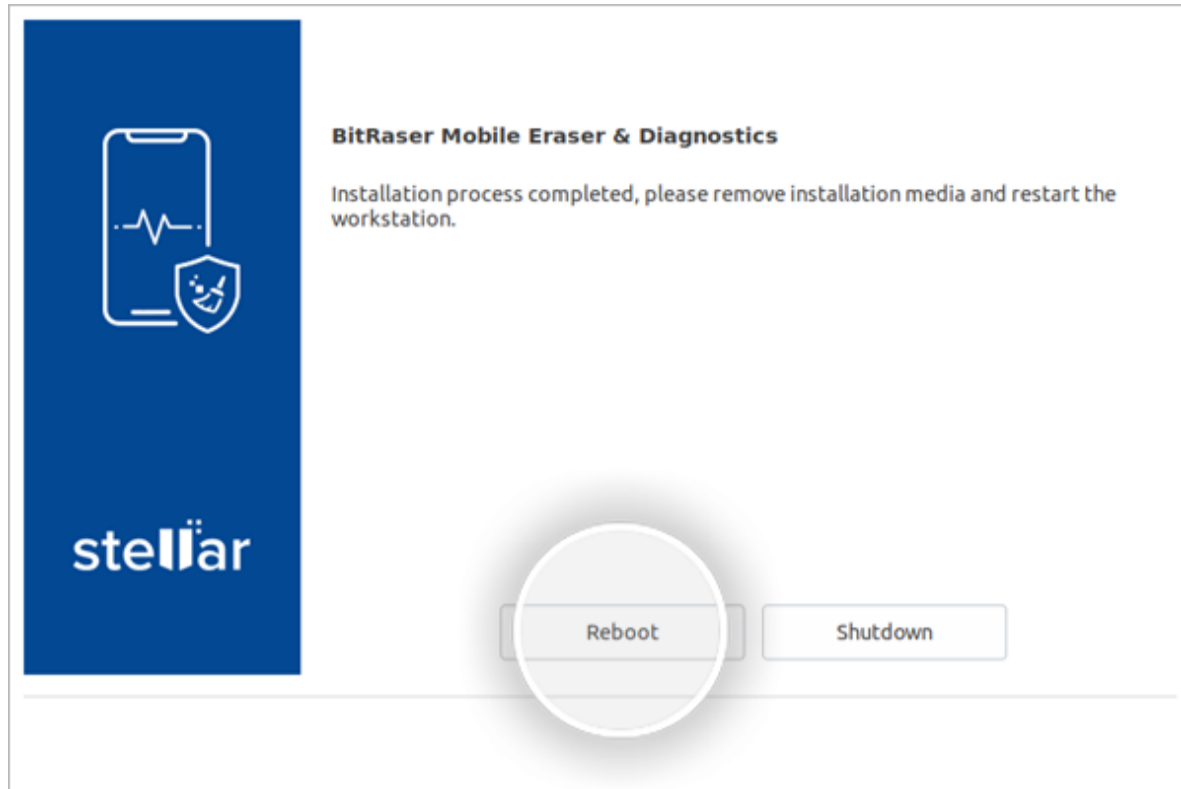 BitRaser Mobile Eraser & Diagnostics
Installation process completed, please remove installation media and restart the
workstation.
stellar
Reboot
Shutdown